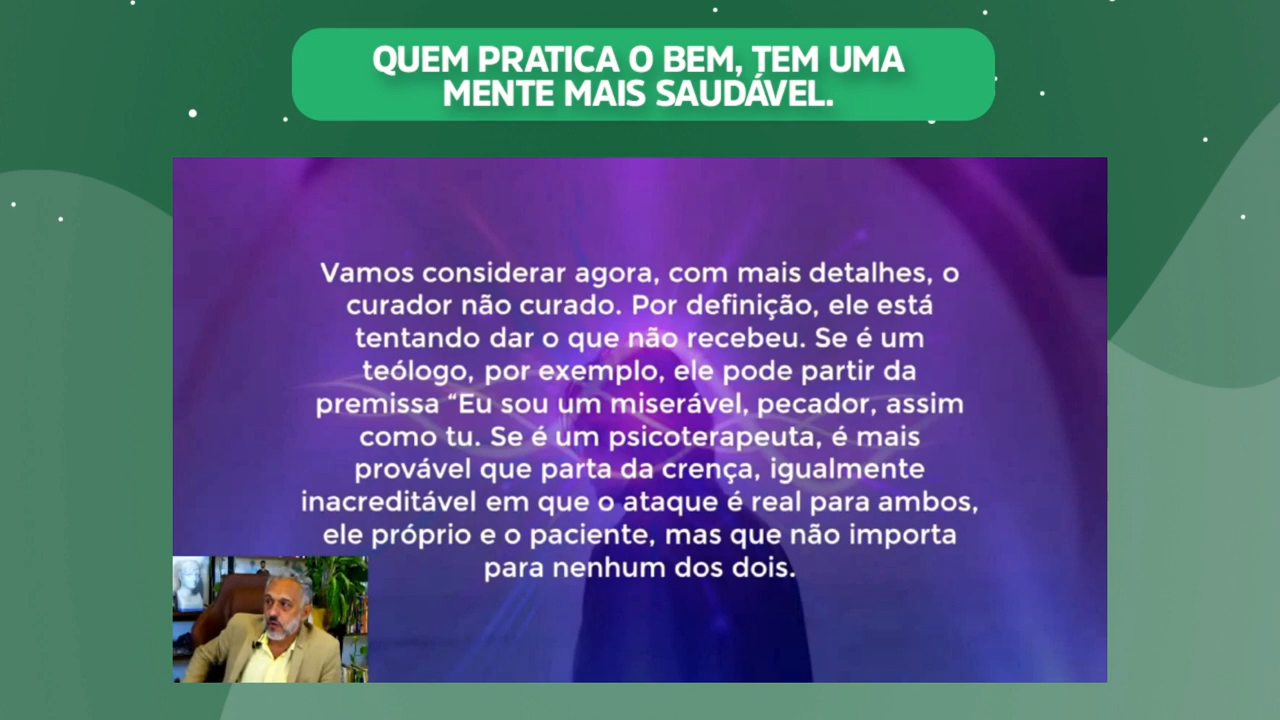 QUEM PRATICA O BEM, TEM UMA
MENTE MAIS SAUDÁVEL.
Vamos considerar agora, com mais detalhes, o
curador não curado. Por definição, ele está
tentando dar o que não recebeu. Se é um
teólogo, por exemplo, ele pode partir da
premissa “Eu sou um miserável, pecador, assim
como tu. Se é um psicoterapeuta, é mais
provável que parta da crença, igualmente
inacreditável em que o ataque é real para ambos,
ele próprio e o paciente, mas que não importa
para nenhum dos dois.